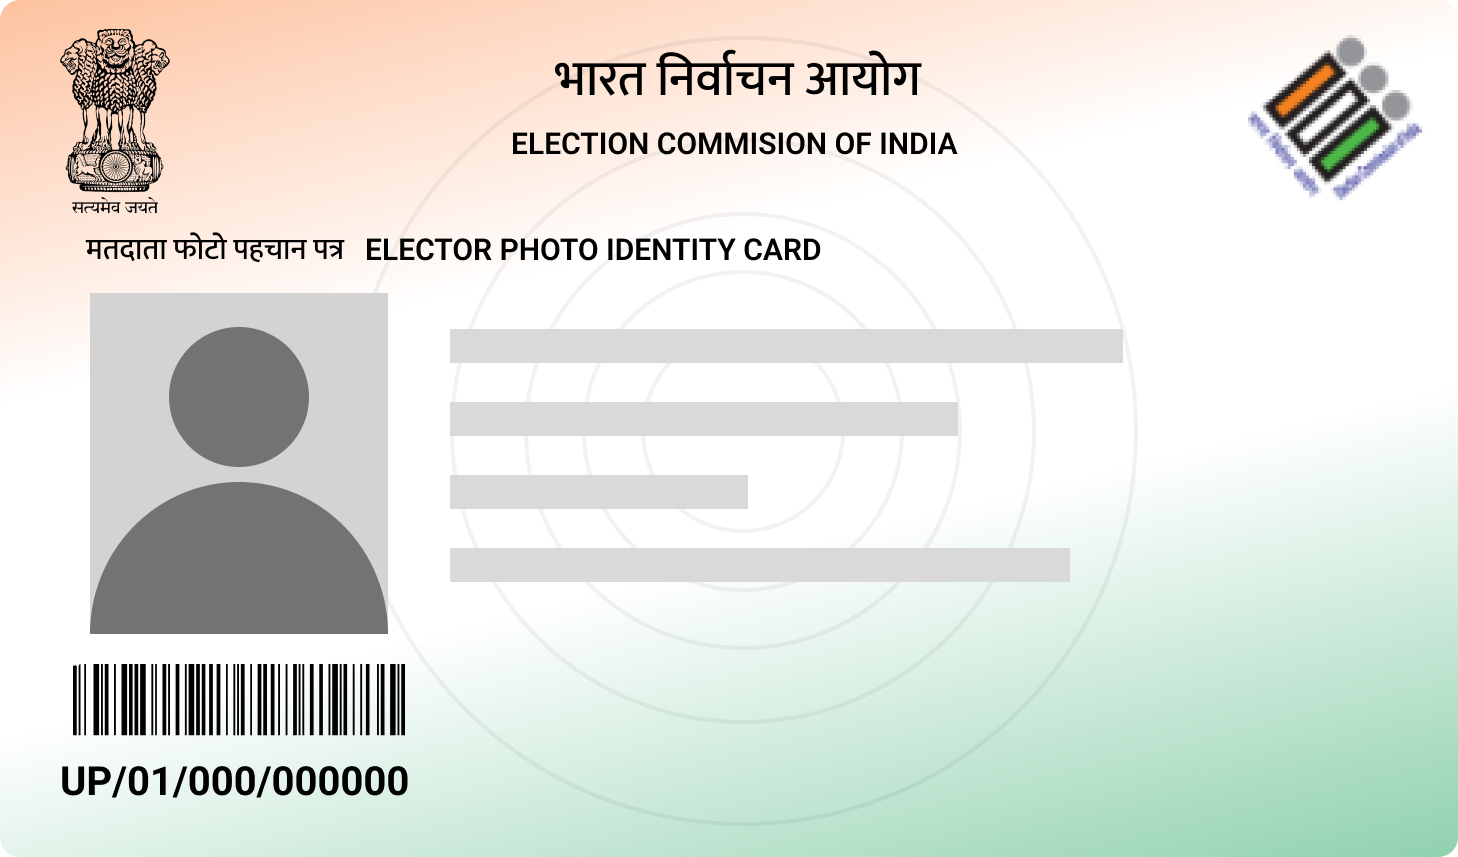 भारत निर्वाचन आयोग
ELECTION COMMISION OF INDIA
सत्यमेव जयते
मतदाता फोटो पहचान पत्र ELECTOR PHOTO IDENTITY CARD
UP/01/000/000000